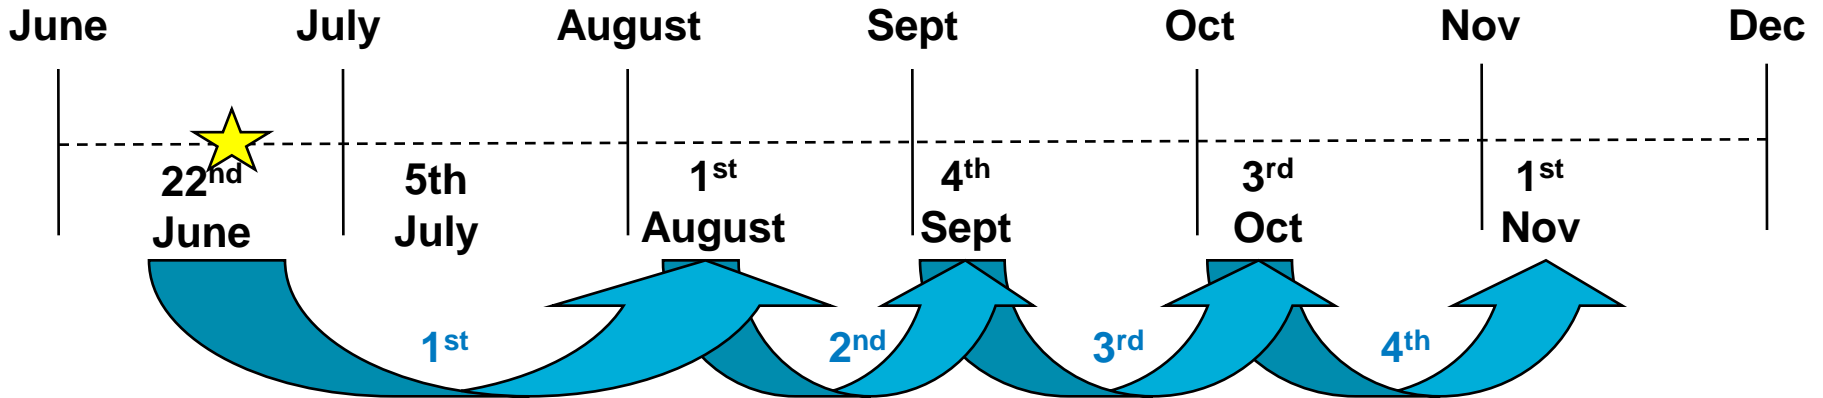 June July August Sept Oct Nov Dec
22nd 5th 1st 4th 3rd 1st
June July August Sept Oct Nov
1st 2nd 3rd 4th